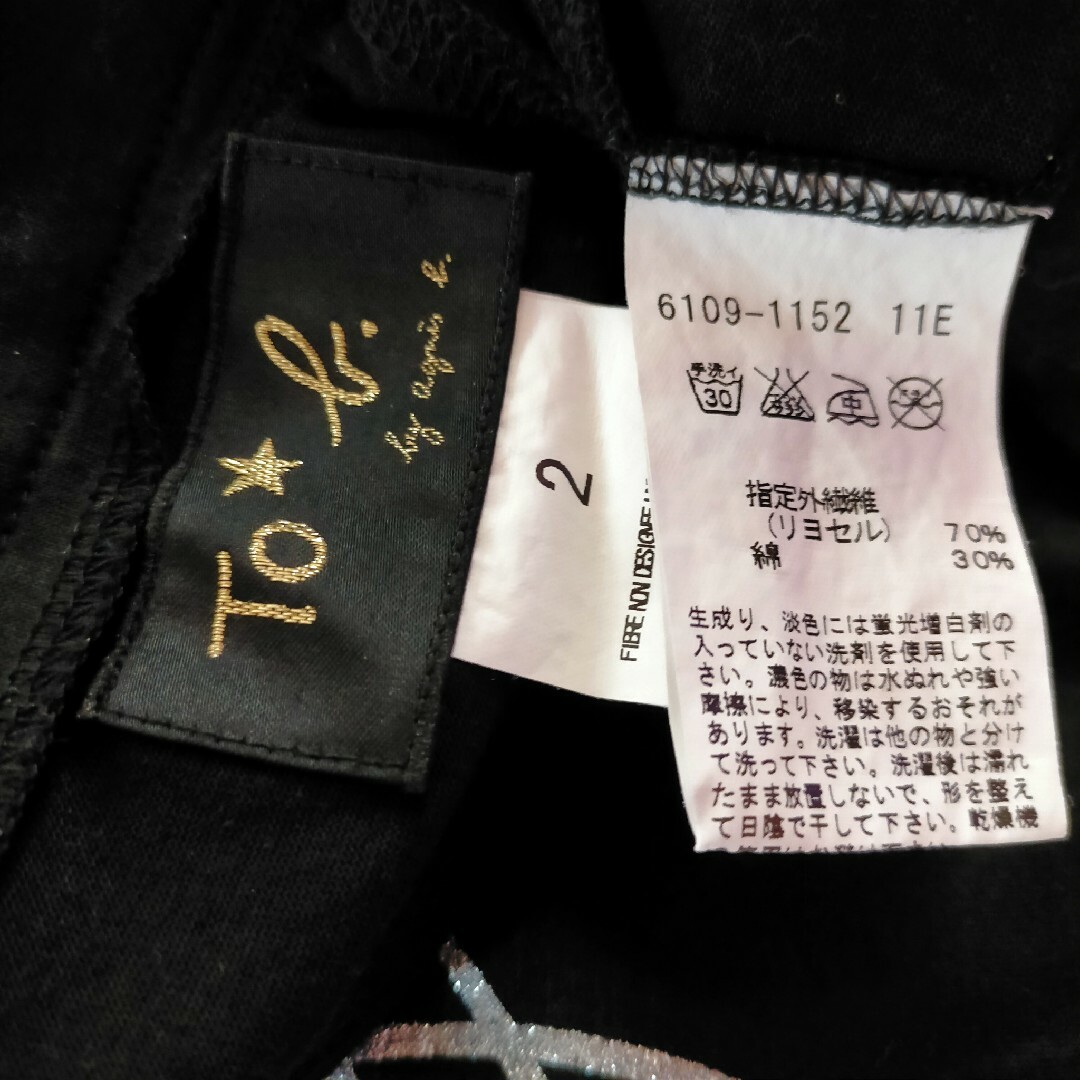 To★b.
by agnès b.
2
FIBRE NON DESIGNEE
6109-1152 11E
手洗イ
30
中
指定外繊維
(リヨセル) 70%
綿 30%
生成り、淡色には蛍光増白剤の
入っていない洗剤を使用して下
さい。濃色の物は水ぬれや強い
摩擦により、移染するおそれが
あります。洗濯は他の物と分け
て洗って下さい。洗濯後は濡れ
たまま放置しないで、形を整え
て日陰で干して下さい。乾燥機